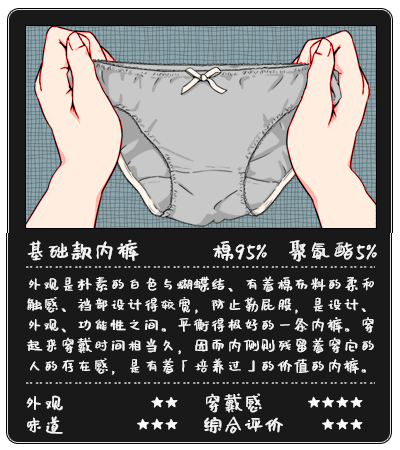 基础款内裤 棉95% 聚氨酯5%
外观是朴素的白色与蝴蝶结、有着棉布料的柔和
触感、裆部设计得较宽，防止勒屁股，是设计、
外观、功能性之间。平衡得极好的一条内裤。穿
起来穿戴时间相当久，因而内侧则残留着穿它的
人的存在感，是有着「培养过」的价值的内裤。
外观 ★★ 穿戴感 ★★★★
味道 ★★★ 综合评价 ★★★